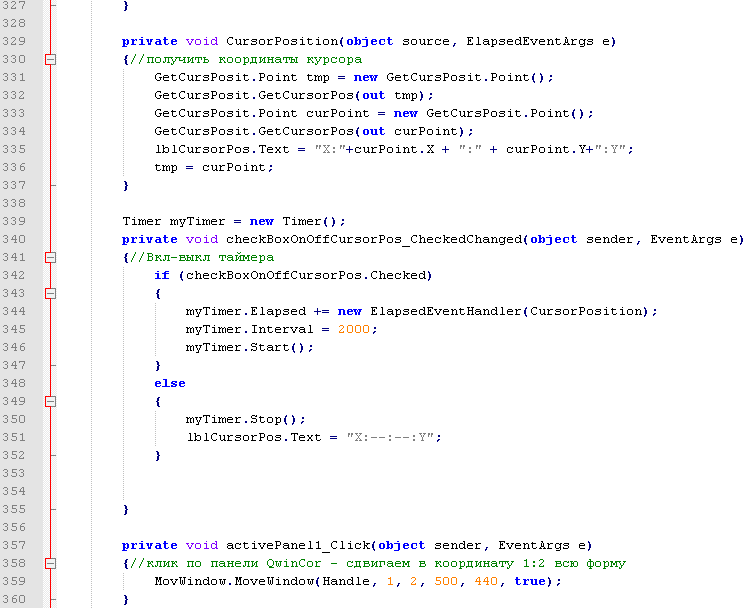 327 }
328
329 private void CursorPosition(object source, ElapsedEventArgs e)
330 {//получить координаты курсора
331 GetCursPosit.Point tmp = new GetCursPosit.Point();
332 GetCursPosit.GetCursorPos(out tmp);
333 GetCursPosit.Point curPoint = new GetCursPosit.Point();
334 GetCursPosit.GetCursorPos(out curPoint);
335 lblCursorPos.Text = "X:"+curPoint.X + ":" + curPoint.Y+":Y";
336 tmp = curPoint;
337 }
338
339 Timer myTimer = new Timer();
340 private void checkBoxOnOffCursorPos_CheckedChanged(object sender, EventArgs e)
341 {//Вкл-выкл таймера
342 if (checkBoxOnOffCursorPos.Checked)
343 {
344 myTimer.Elapsed += new ElapsedEventHandler(CursorPosition);
345 myTimer.Interval = 2000;
346 myTimer.Start();
347 }
348 else
349 {
350 myTimer.Stop();
351 lblCursorPos.Text = "X:--:--:Y";
352 }
353
354
355 }
356
357 private void activePanel1_Click(object sender, EventArgs e)
358 {//клик по панели QwinCor - сдвигаем в координату 1:2 всю форму
359 MovWindow.MoveWindow(Handle, 1, 2, 500, 440, true);
360 }